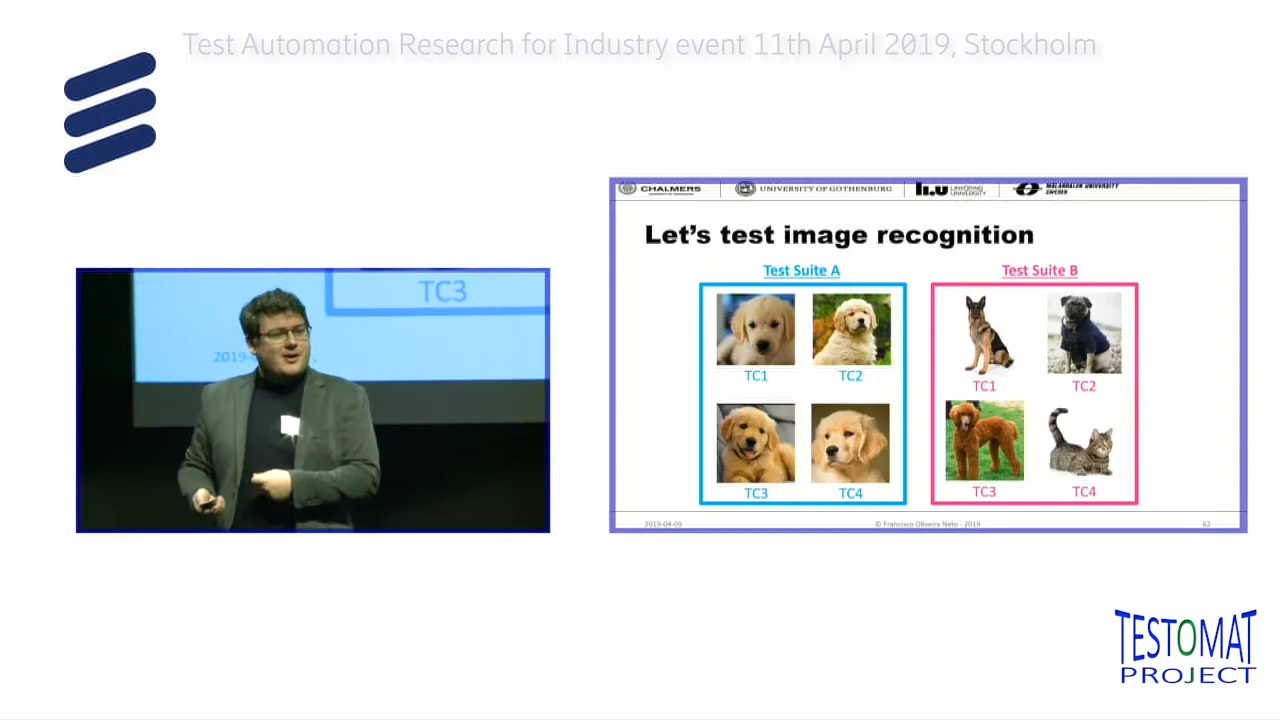 Test Automation Research for Industry event 11th April 2019, Stockholm
TC3
2019-
CHALMERS
UNIVERSITY OF GOTHENBURG
LINKÖPING
UNIVERSITY
MÄLARDALEN UNIVERSITY
SWEDEN
Let's test image recognition
Test Suite A
Test Suite B
TC1
TC2
TC1
TC2
TC3
TC4
TC3
TC4
2019-04-09
© Francisco Oliveira Neto - 2019
62
TESTOMAT
PROJECT